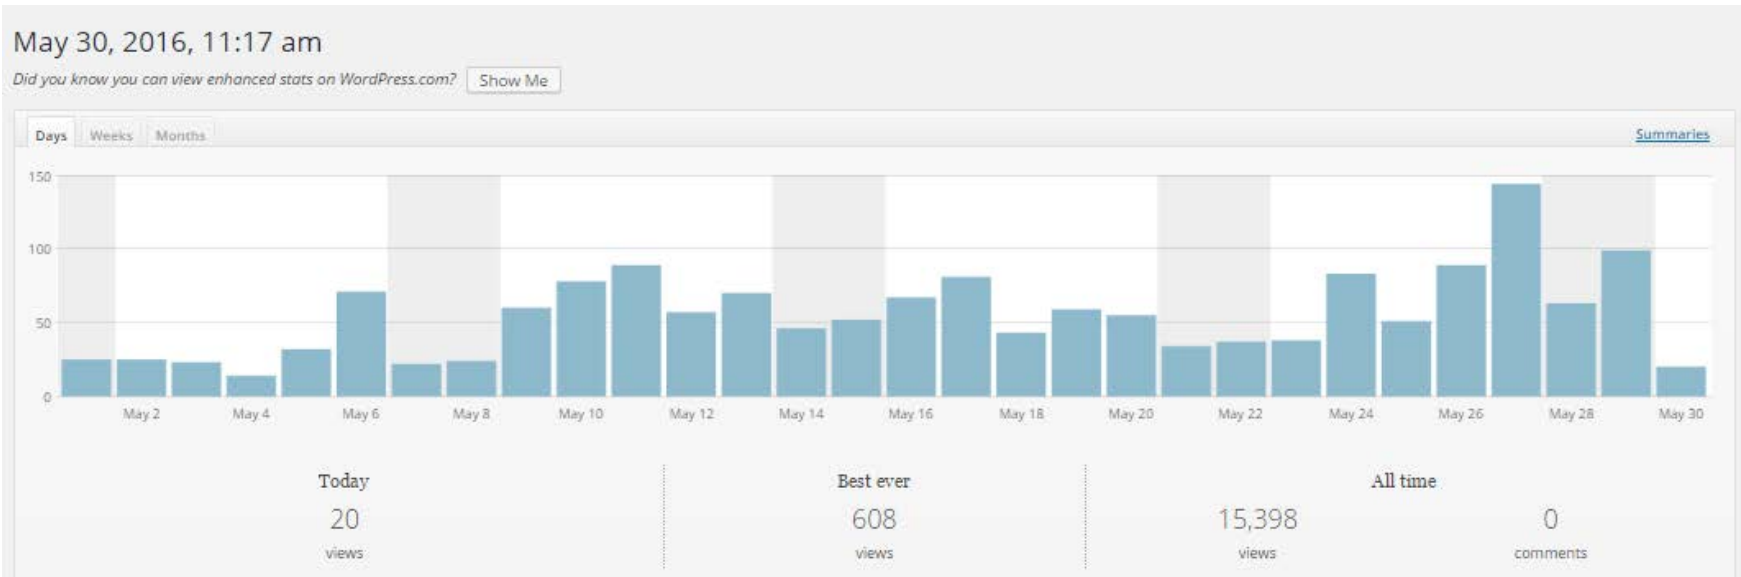 May 30, 2016, 11:17 am
Did you know you can view enhanced stats on WordPress.com? Show Me
Days Weeks Months Summaries
150
100
50
0
May 2 May 4 May 6 May 8 May 10 May 12 May 14 May 16 May 18 May 20 May 22 May 24 May 26 May 28 May 30
Today Best ever All time
20 608 15,398 0
views views views comments